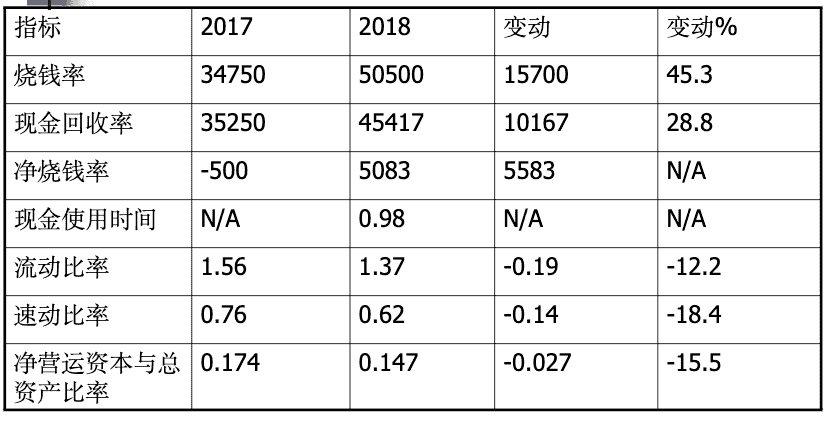 指标 2017 2018 变动 变动%
烧钱率 34750 50500 15700 45.3
现金回收率 35250 45417 10167 28.8
净烧钱率 -500 5083 5583 N/A
现金使用时间 N/A 0.98 N/A N/A
流动比率 1.56 1.37 -0.19 -12.2
速动比率 0.76 0.62 -0.14 -18.4
净营运资本与总 0.174 0.147 -0.027 -15.5
资产比率